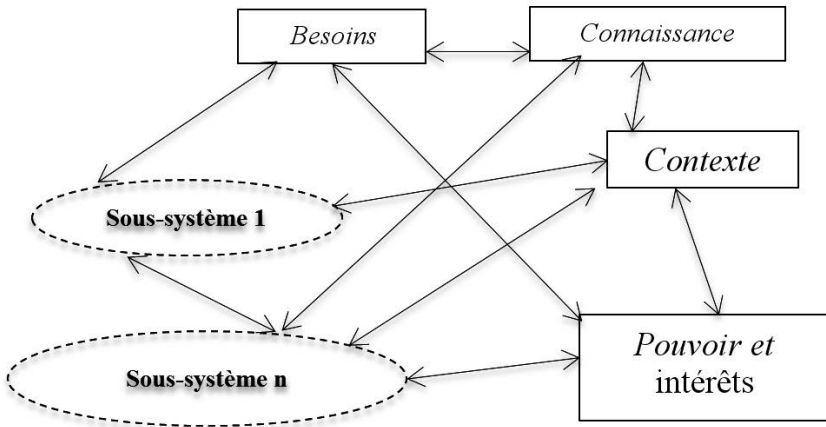 Besoins
Connaissance
Contexte
Sous-système 1
Pouvoir et
intérêts
Sous-système n